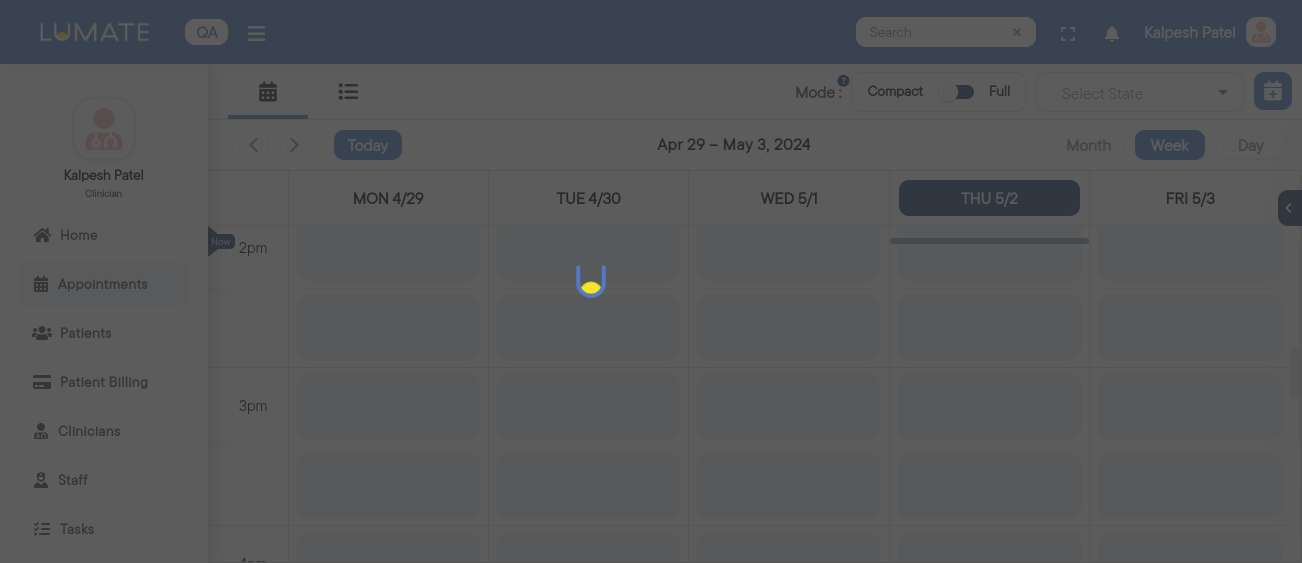 LUMATE
QA
Search
Kalpesh Patel
Kalpesh Patel
Clinician
Home
Appointments
Patients
Patient Billing
Clinicians
Staff
Tasks
Mode :
?
Compact
Full
Select State
Today
Apr 29 – May 3, 2024
Month
Week
Day
MON 4/29
TUE 4/30
WED 5/1
THU 5/2
FRI 5/3
Now
2pm
3pm
4pm